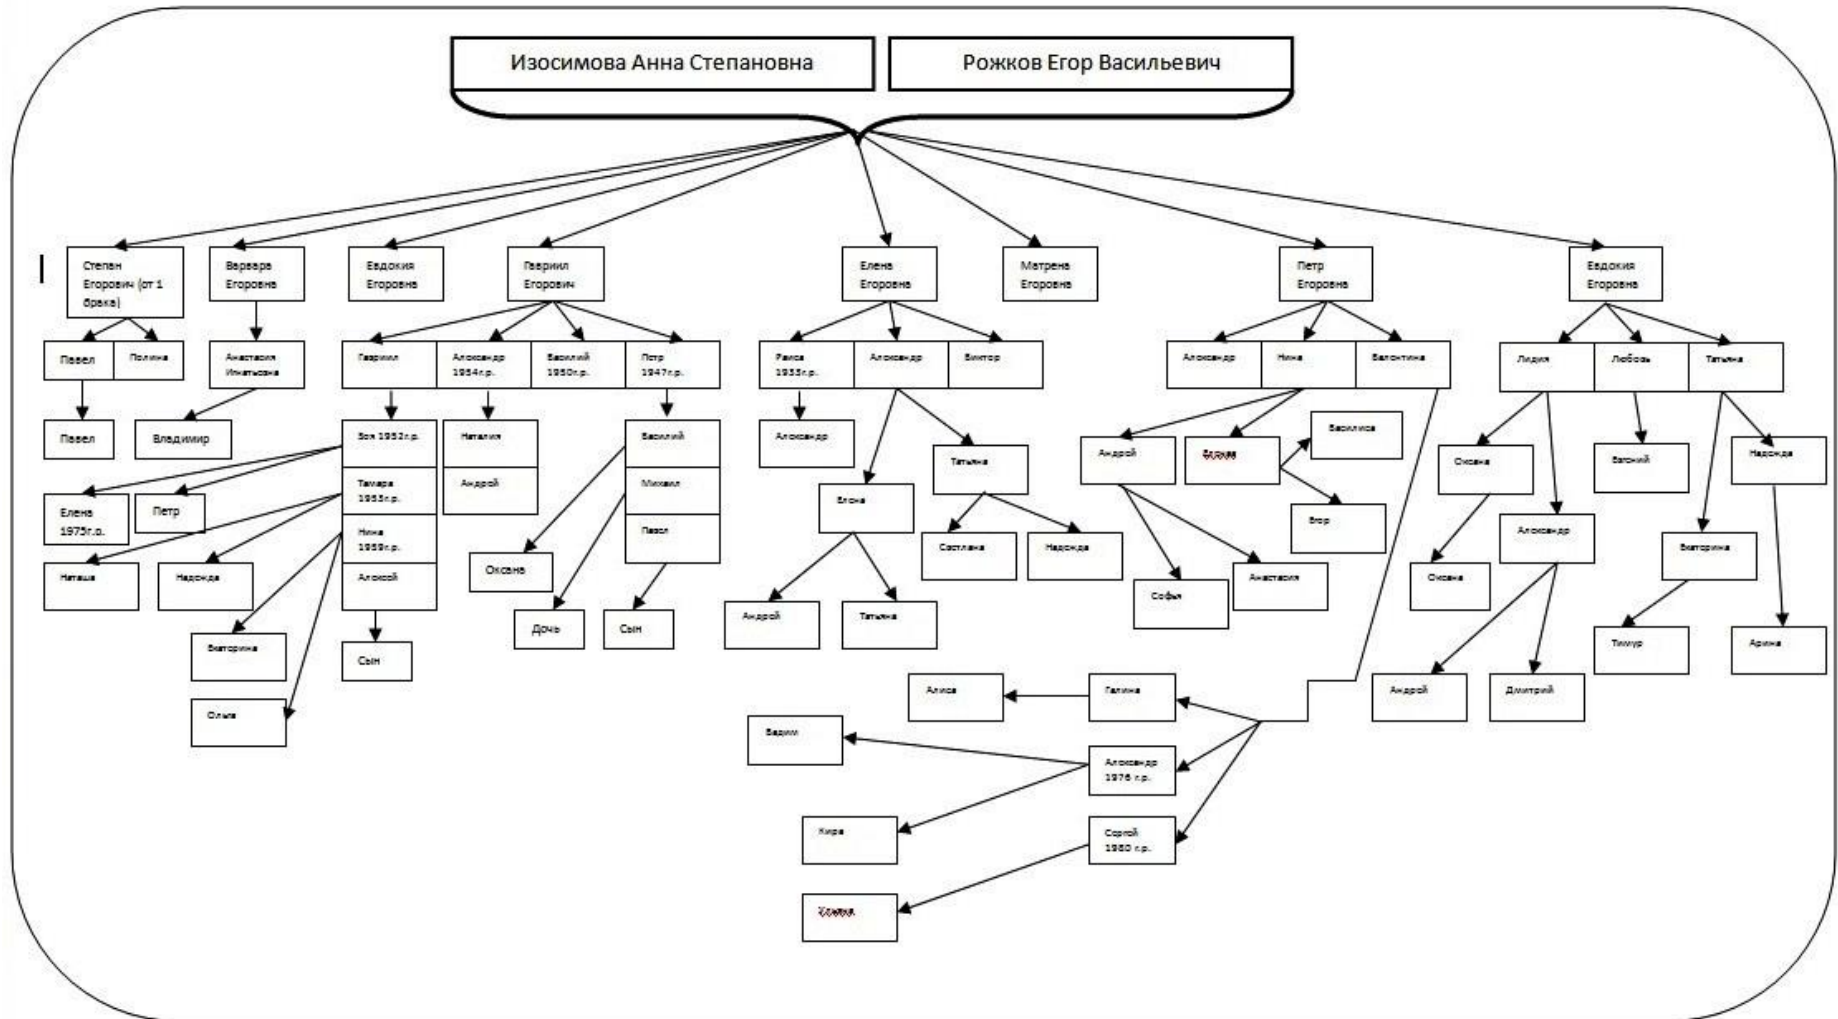 Изосимова Анна Степановна
Рожков Егор Васильевич
Степан
Егорович (от 1
брака)
Варвара
Егоровна
Евдокия
Егоровна
Гавриил
Егорович
Елена
Егоровна
Матрена
Егоровна
Петр
Егоровна
Евдокия
Егоровна
Павел
Полина
Анастасия
Игнатьовна
Гавриил
Александр
1954г.р.
Василий
1950г.р.
Петр
1947г.р.
Раиса
1933г.р.
Александр
Виктор
Александр
Нина
Валентина
Лидия
Любовь
Татьяна
Павел
Владимир
Зоя 1952г.р.
Наталия
Василий
Александр
Андрей
Василиса
Оксана
Евгений
Надежда
Татьяна
Елена
1975г.р.
Петр
Тамара
1953г.р.
Андрей
Михаил
Елена
Егор
Александр
Нина
1959г.р.
Павел
Светлана
Надежда
Екатерина
Наташа
Надежда
Алексей
Оксана
Софья
Анастасия
Оксана
Екатерина
Сын
Дочь
Сын
Андрей
Татьяна
Тимур
Арина
Ольга
Алиса
Галина
Андрей
Дмитрий
Вадим
Александр
1976 г.р.
Кира
Сергей
1980 г.р.